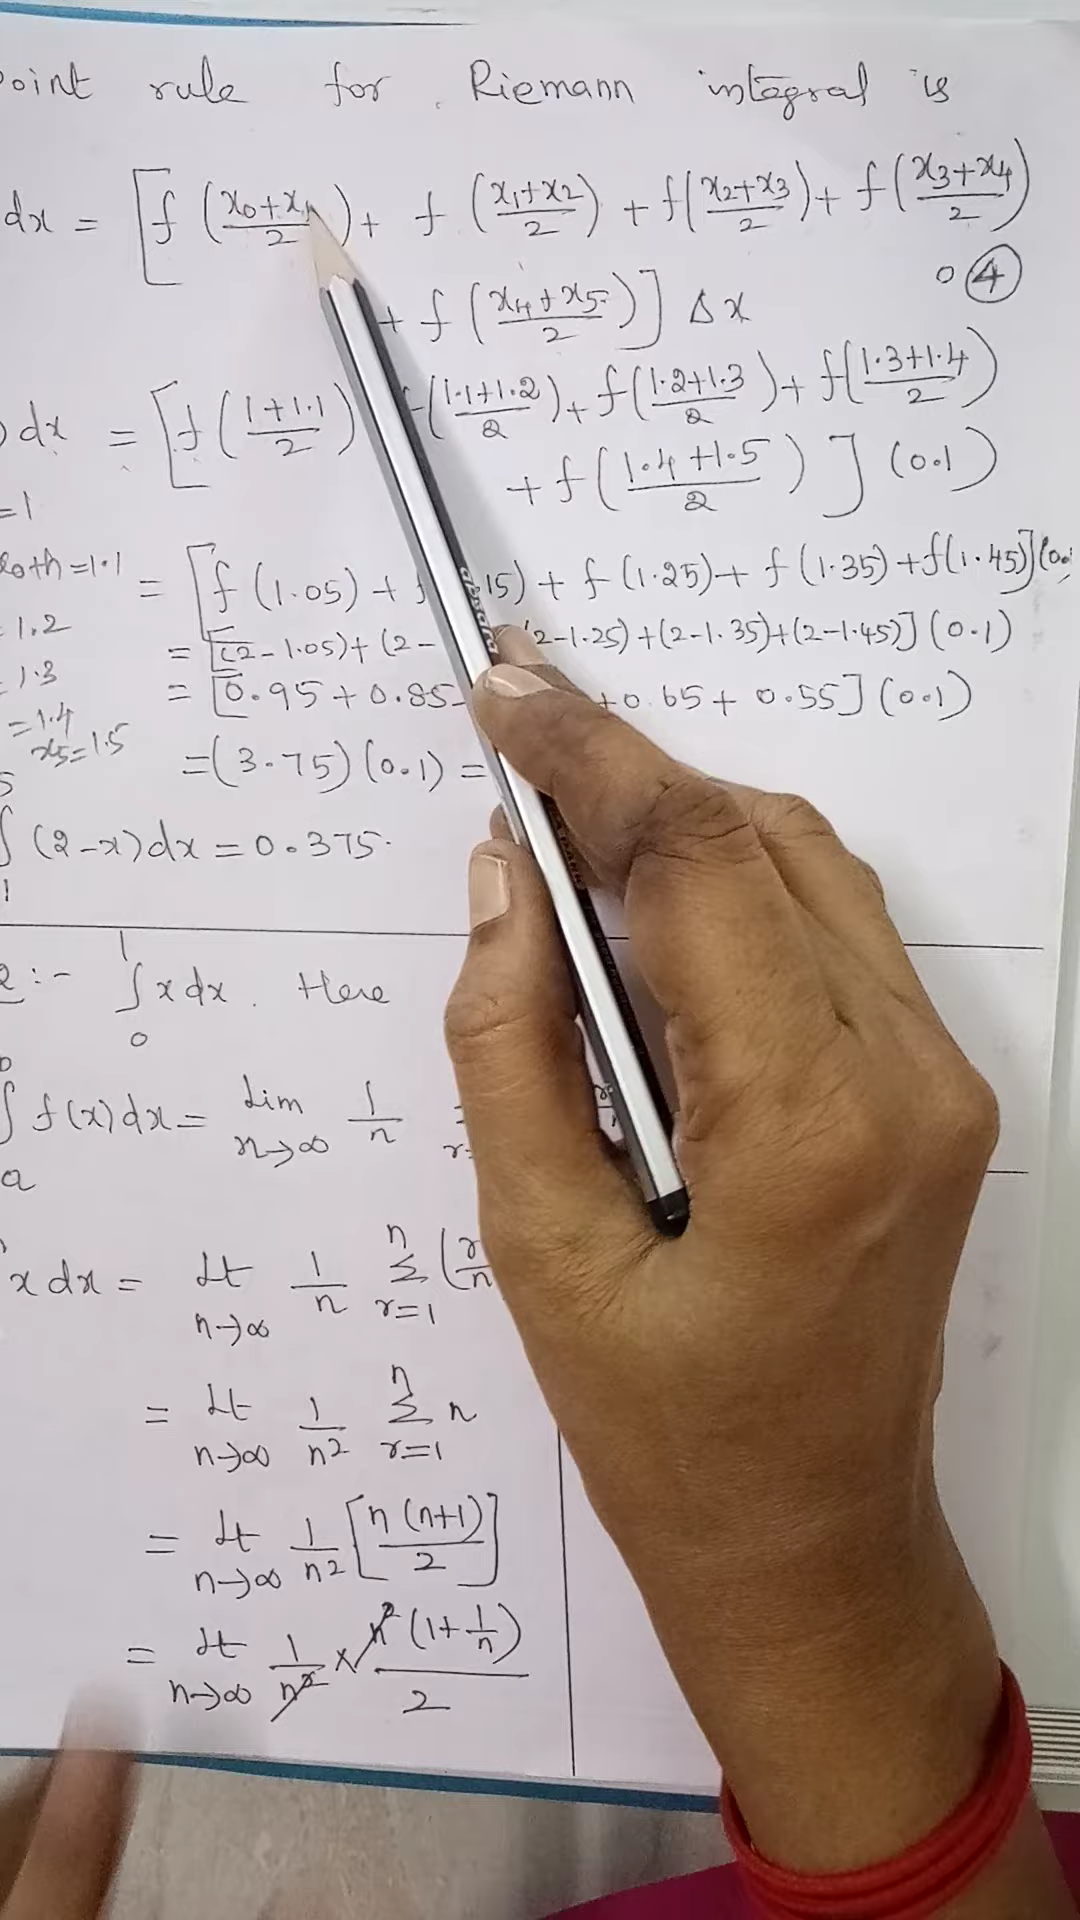 point rule for Riemann integral is
dx = [f (x₀+x₁/2) + f (x₁+x₂/2) + f(x₂+x₃/2) + f(x₃+x₄/2)
+ f (x₄+x₅/2)] Δx
④
) dx = [f (1+1.1/2) f (1.1+1.2/2) + f(1.2+1.3/2) + f(1.3+1.4/2)
+ f (1.4+1.5/2)] (0.1)
=1
x₀+h=1.1
= 1.2
= 1.3
= 1.4
x₅=1.5
= [f (1.05) + f 15) + f (1.25) + f (1.35) + f(1.45)](0.
= [(2-1.05)+(2- (2-1.25)+(2-1.35)+(2-1.45)](0.1)
= [0.95+0.85 +0.65+0.55](0.1)
=(3.75)(0.1) =
5
∫ (2-x)dx = 0.375.
1
2:- ∫₀¹ x dx. Here
b
∫ f(x)dx = Lim n→∞ 1/n
a
x dx = Lt n→∞ 1/n Σ r=1 n (r/n
= Lt n→∞ 1/n² Σ r=1 n r
= Lt n→∞ 1/n² [n(n+1)/2]
= Lt n→∞ 1/n² × n²(1+1/n)/2